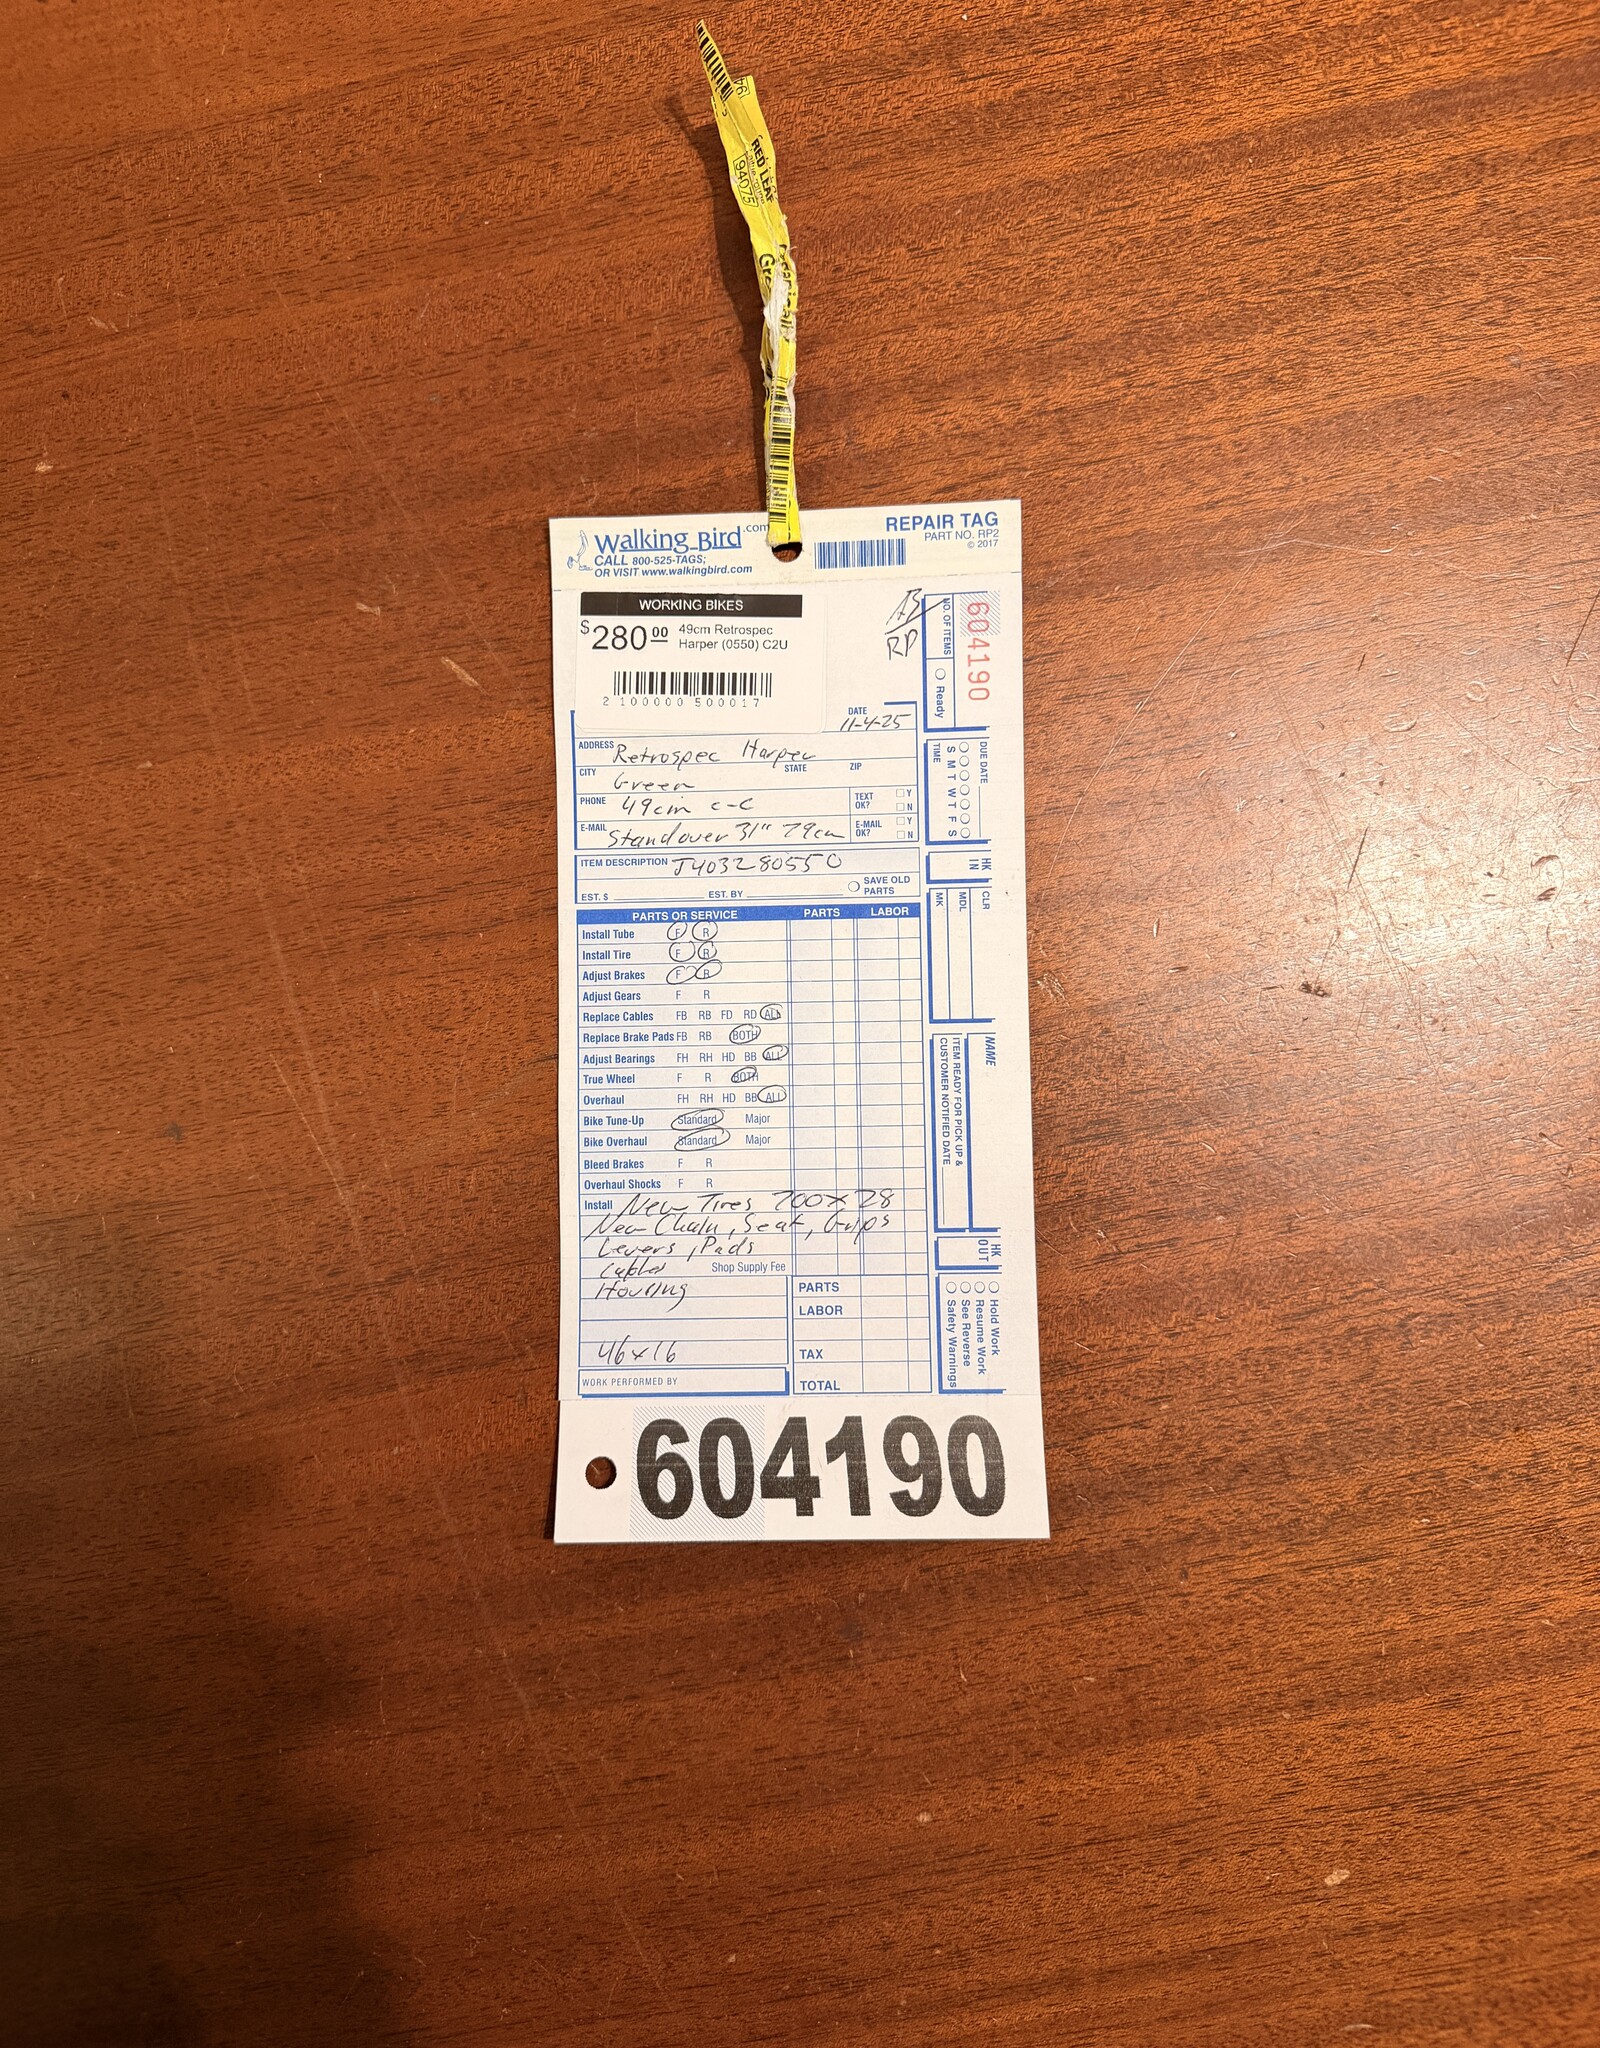 RED LEAF
94075
Walking_Bird.com
CALL 800-525-TAGS;
OR VISIT www.walkingbird.com
REPAIR TAG
PART NO. RP2
© 2017
WORKING BIKES
$280.00 49cm Retrospec
Harper (0550) C2U
2 100000 500017
AB
RP
DATE 11-4-25
ADDRESS Retrospec Harper
CITY Green STATE ZIP
PHONE 49cm c-c TEXT OK? Y N
E-MAIL Standover 31" 79cm E-MAIL OK? Y N
ITEM DESCRIPTION J403280550
EST. $ EST. BY SAVE OLD PARTS
PARTS OR SERVICE PARTS LABOR
Install Tube F R
Install Tire F R
Adjust Brakes F R
Adjust Gears F R
Replace Cables FB RB FD RD ALL
Replace Brake Pads FB RB BOTH
Adjust Bearings FH RH HD BB ALL
True Wheel F R BOTH
Overhaul FH RH HD BB ALL
Bike Tune-Up Standard Major
Bike Overhaul Standard Major
Bleed Brakes F R
Overhaul Shocks F R
Install New Tires 700x28
New Chain, Seat, Grips
Levers, Pads
Cables Shop Supply Fee
Housing PARTS
LABOR
46x16 TAX
WORK PERFORMED BY TOTAL
604190
NO. OF ITEMS Ready
DUE DATE
S M T W T F S
TIME
HK IN
CLR
MDL
MK
NAME
ITEM READY FOR PICK UP &
CUSTOMER NOTIFIED DATE
HK OUT
Hold Work
Resume Work
See Reverse
Safety Warnings
604190